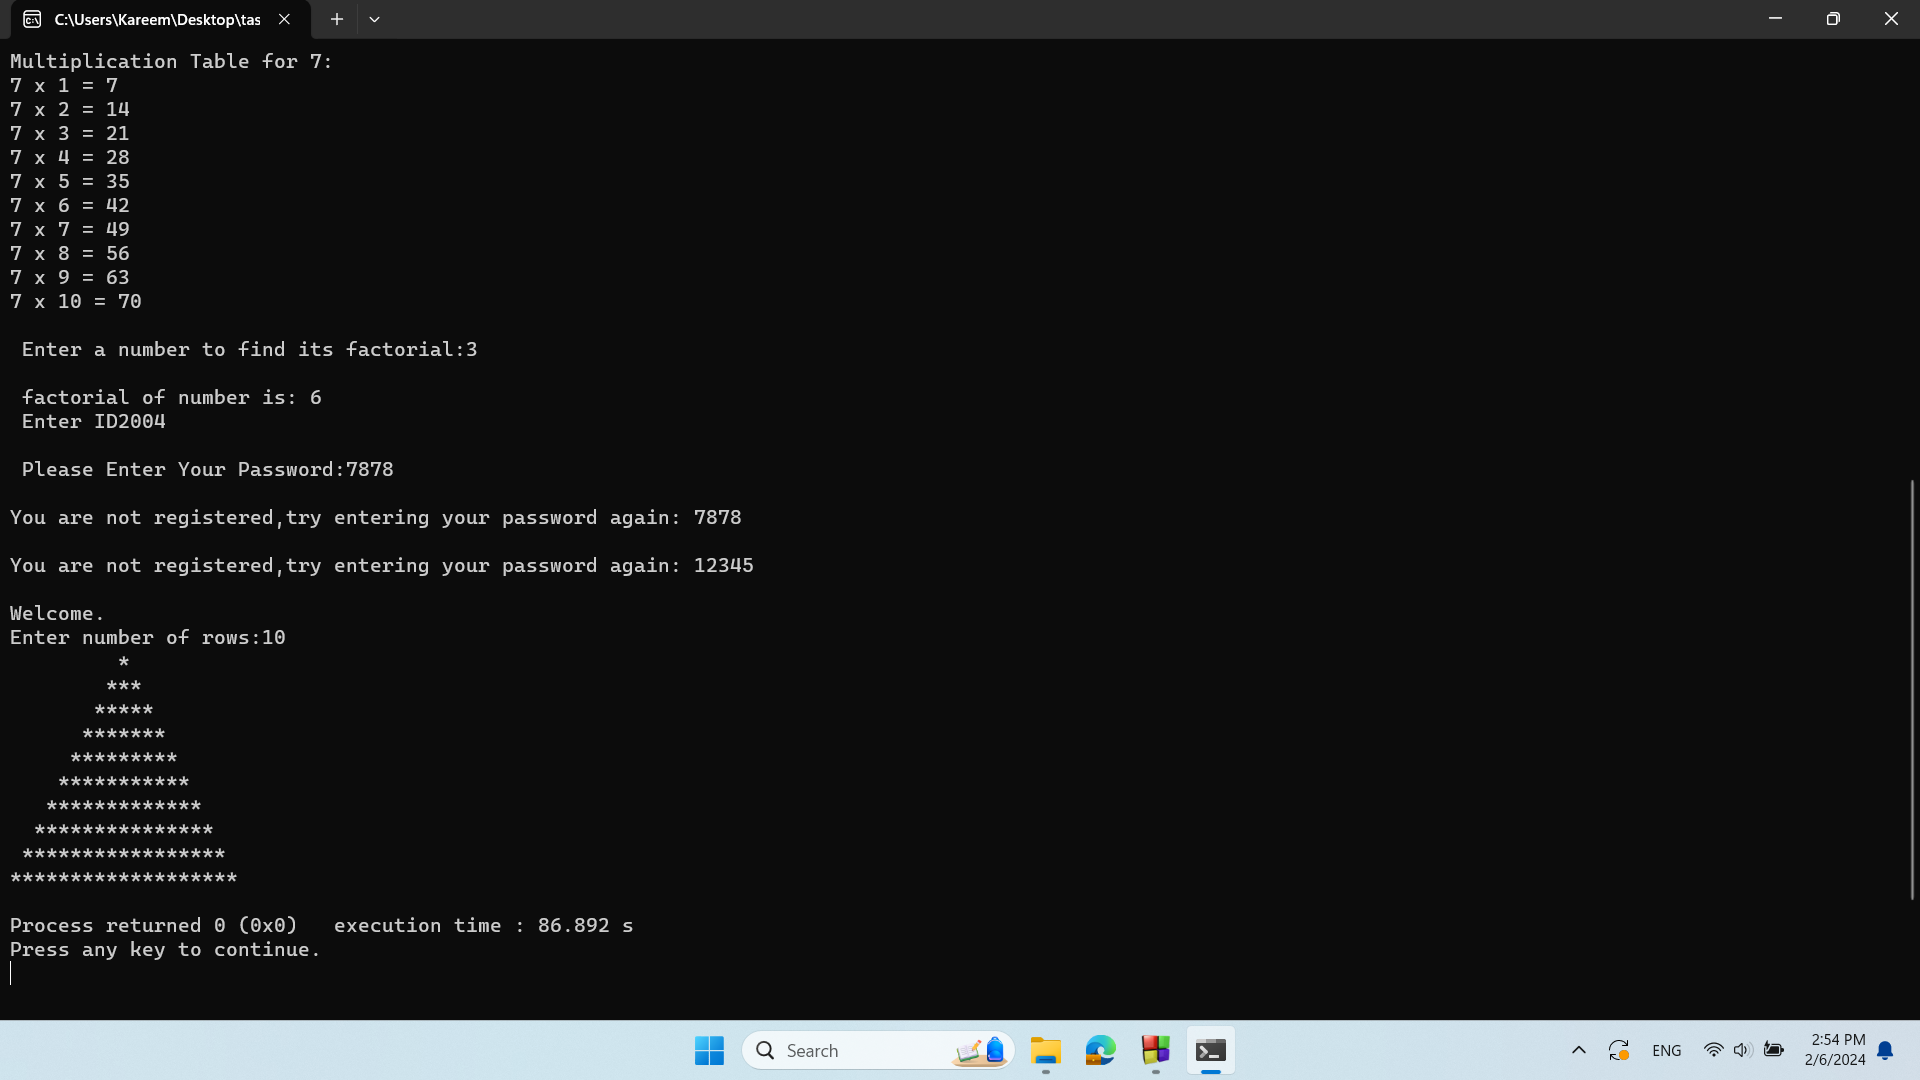 C:\Users\Kareem\Desktop\tas
Multiplication Table for 7:
7 x 1 = 7
7 x 2 = 14
7 x 3 = 21
7 x 4 = 28
7 x 5 = 35
7 x 6 = 42
7 x 7 = 49
7 x 8 = 56
7 x 9 = 63
7 x 10 = 70
Enter a number to find its factorial:3
factorial of number is: 6
Enter ID2004
Please Enter Your Password:7878
You are not registered,try entering your password again: 7878
You are not registered,try entering your password again: 12345
Welcome.
Enter number of rows:10
         *
        ***
       *****
      *******
     *********
    ***********
   *************
  ***************
 *****************
*******************
Process returned 0 (0x0)   execution time : 86.892 s
Press any key to continue.
Search
ENG
2:54 PM
2/6/2024